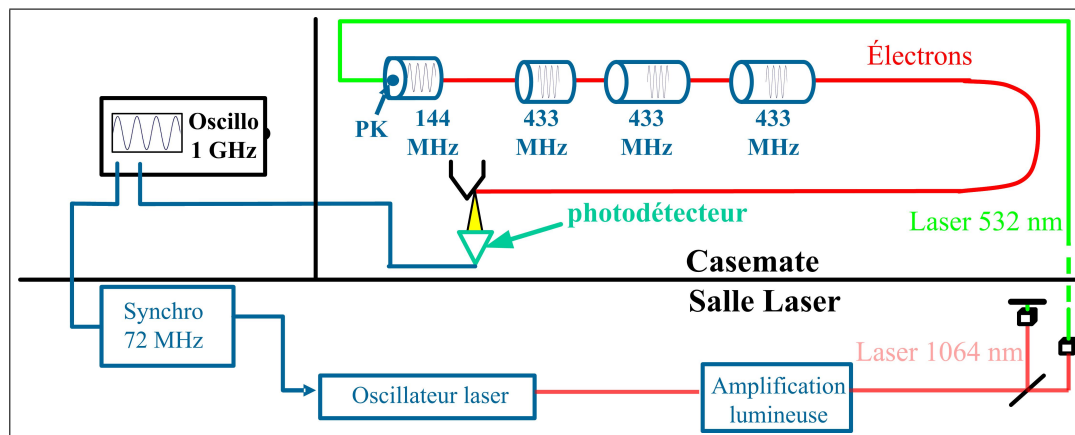 Électrons
Oscillo
1 GHz
PK
144
MHz
433
MHz
433
MHz
433
MHz
photodétecteur
Laser 532 nm
Casemate
Salle Laser
Synchro
72 MHz
Laser 1064 nm
Oscillateur laser
Amplification
lumineuse